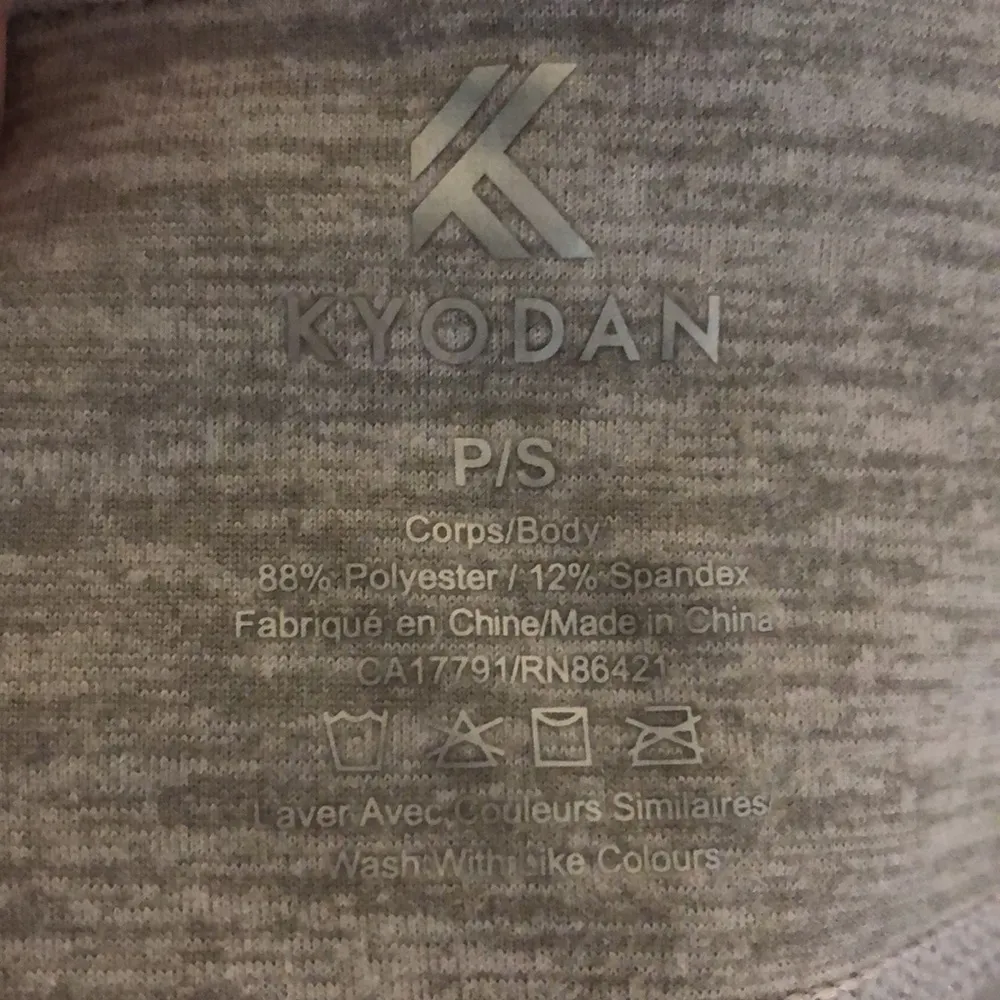 KYODAN
P/S
Corps/Body
88% Polyester / 12% Spandex
Fabriqué en Chine/Made in China
CA17791/RN86421
Laver Avec Couleurs Similaires
Wash With Like Colours